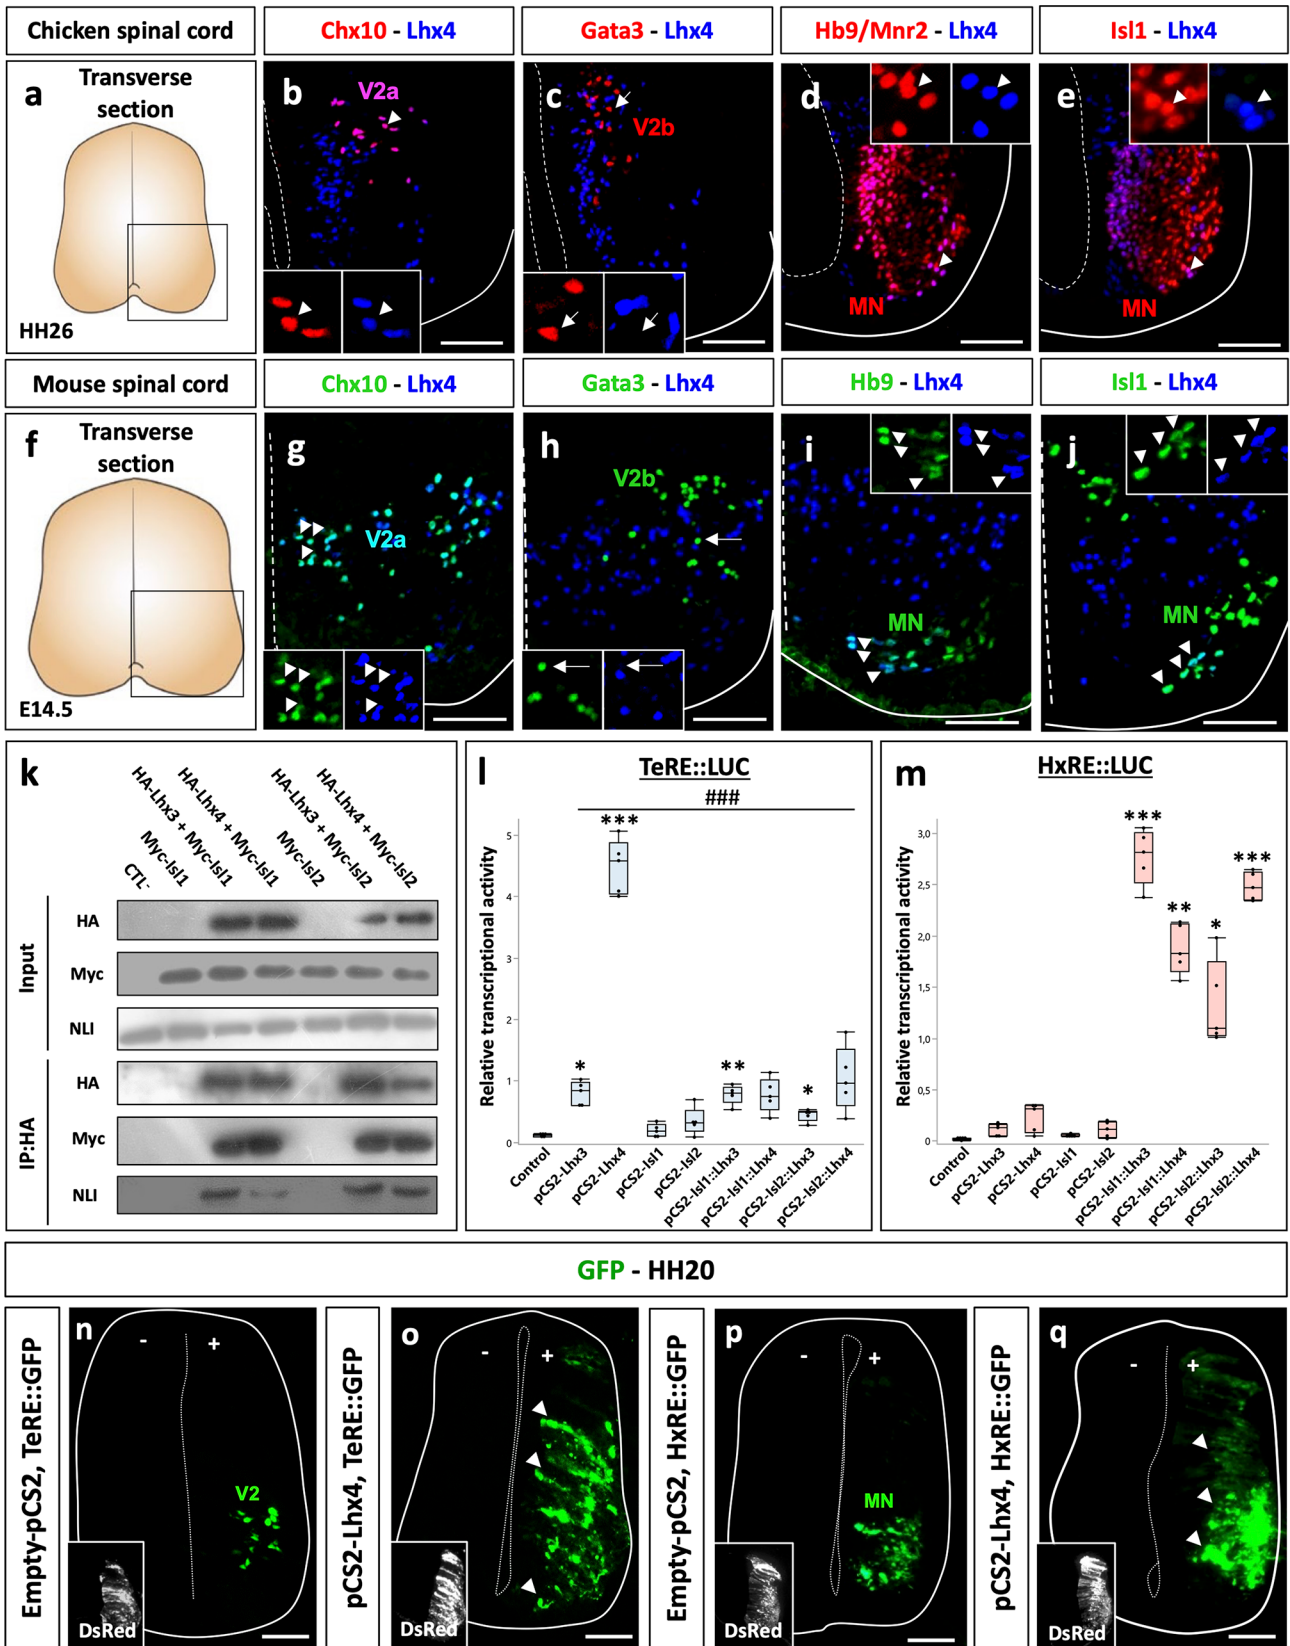 Chicken spinal cord
Chx10 - Lhx4
Gata3 - Lhx4
Hb9/Mnr2 - Lhx4
Isl1 - Lhx4
a
Transverse
section
HH26
b
V2a
c
V2b
d
MN
e
MN
Mouse spinal cord
Chx10 - Lhx4
Gata3 - Lhx4
Hb9 - Lhx4
Isl1 - Lhx4
f
Transverse
section
E14.5
g
V2a
h
V2b
i
MN
j
MN
k
CTL-
Myc-Isl1
HA-Lhx3 + Myc-Isl1
HA-Lhx4 + Myc-Isl1
Myc-Isl2
HA-Lhx3 + Myc-Isl2
HA-Lhx4 + Myc-Isl2
Input
HA
Myc
NLI
IP:HA
HA
Myc
NLI
l
TeRE::LUC
###
Relative transcriptional activity
5
4
3
2
1
0
***
*
**
*
Control
pCS2-Lhx3
pCS2-Lhx4
pCS2-Isl1
pCS2-Isl2
pCS2-Isl1::Lhx3
pCS2-Isl1::Lhx4
pCS2-Isl2::Lhx3
pCS2-Isl2::Lhx4
m
HxRE::LUC
Relative transcriptional activity
3,0
2,5
2,0
1,5
1,0
0,5
0
***
**
*
***
Control
pCS2-Lhx3
pCS2-Lhx4
pCS2-Isl1
pCS2-Isl2
pCS2-Isl1::Lhx3
pCS2-Isl1::Lhx4
pCS2-Isl2::Lhx3
pCS2-Isl2::Lhx4
GFP - HH20
Empty-pCS2, TeRE::GFP
n
- +
V2
DsRed
pCS2-Lhx4, TeRE::GFP
o
- +
DsRed
Empty-pCS2, HxRE::GFP
p
- +
MN
DsRed
pCS2-Lhx4, HxRE::GFP
q
- +
DsRed